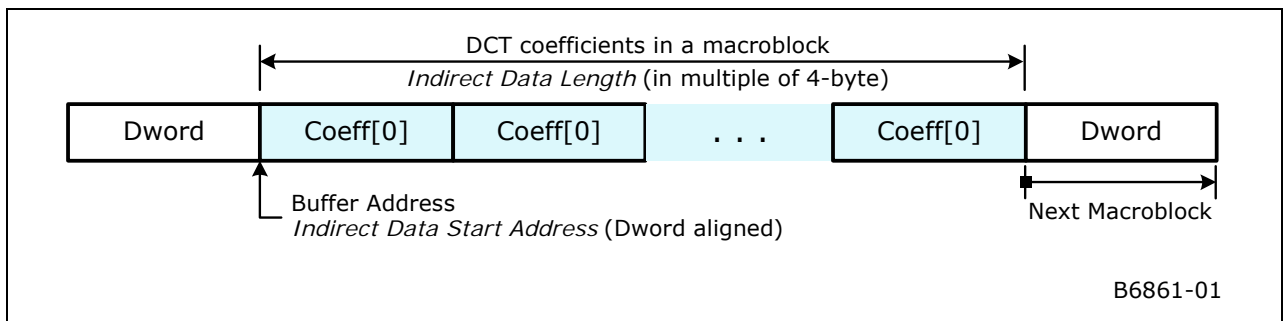 DCT coefficients in a macroblock
Indirect Data Length (in multiple of 4-byte)
Dword Coeff[0] Coeff[0] . . . Coeff[0] Dword
Buffer Address
Indirect Data Start Address (Dword aligned)
Next Macroblock
B6861-01